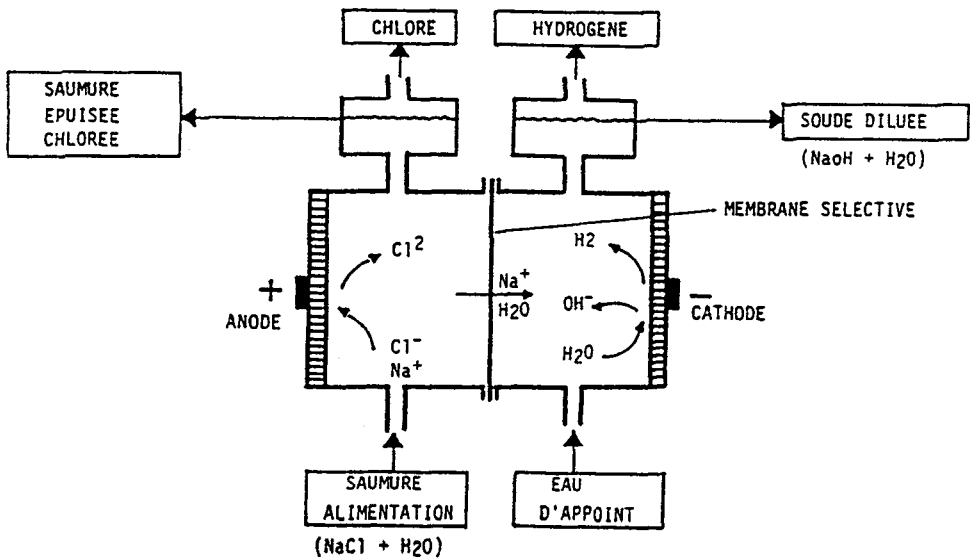 CHLORE
HYDROGENE
SAUMURE
EPUISEE
CHLOREE
SOUDE DILUEE
(NaoH + H2O)
MEMBRANE SELECTIVE
Cl²
H2
Na⁺
H2O
OH⁻
+
ANODE
−
CATHODE
Cl⁻
Na⁺
H2O
SAUMURE
ALIMENTATION
(NaCl + H2O)
EAU
D'APPOINT